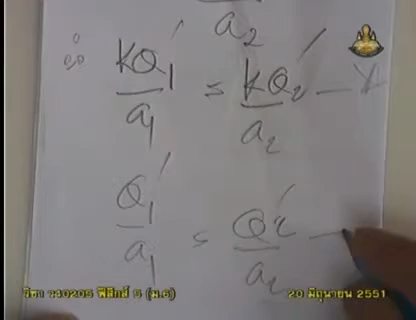 a₂
∴ KQ₁′/a₁ = KQ₂′/a₂ —
Q₁′/a₁ = Q₂′/a₂ —
วิชา ว40205 ฟิสิกส์ 5 (ม.6) 20 มิถุนายน 2551